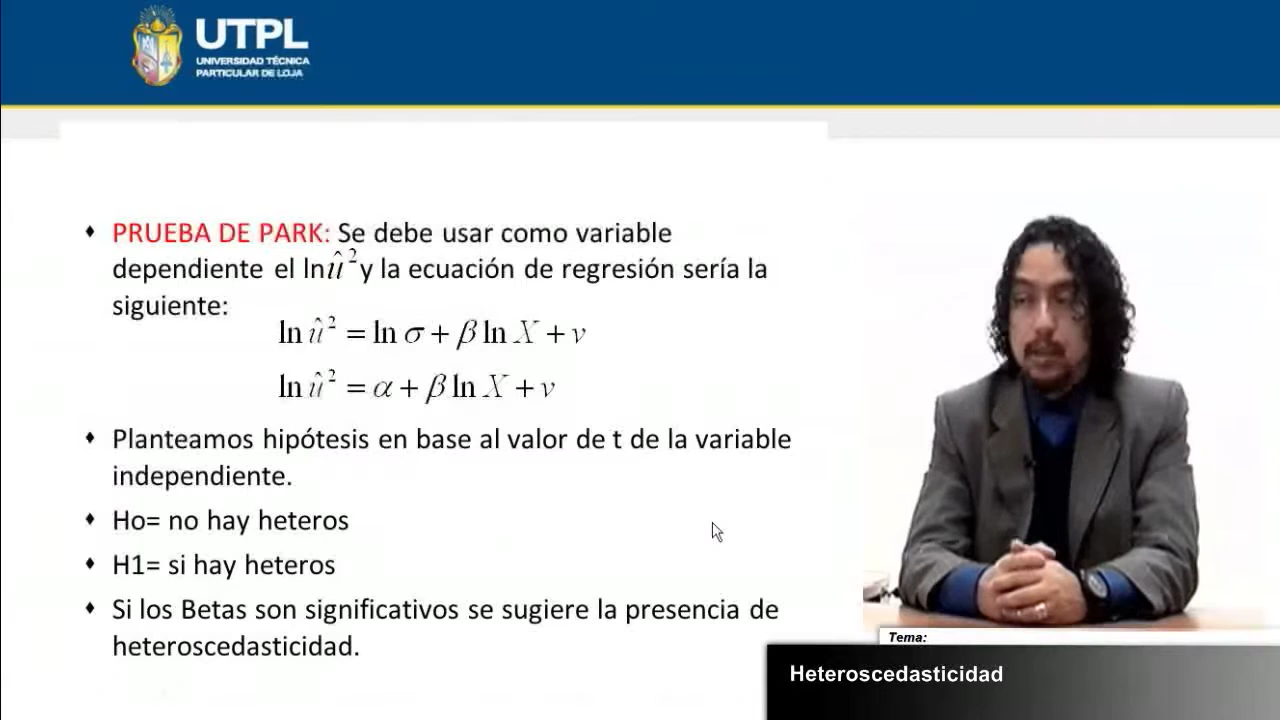 UTPL
UNIVERSIDAD TÉCNICA
PARTICULAR DE LOJA
PRUEBA DE PARK: Se debe usar como variable
dependiente el ln û² y la ecuación de regresión sería la
siguiente:
ln û² = ln σ + β ln X + v
ln û² = α + β ln X + v
Planteamos hipótesis en base al valor de t de la variable
independiente.
Ho= no hay heteros
H1= si hay heteros
Si los Betas son significativos se sugiere la presencia de
heteroscedasticidad.
Tema:
Heteroscedasticidad